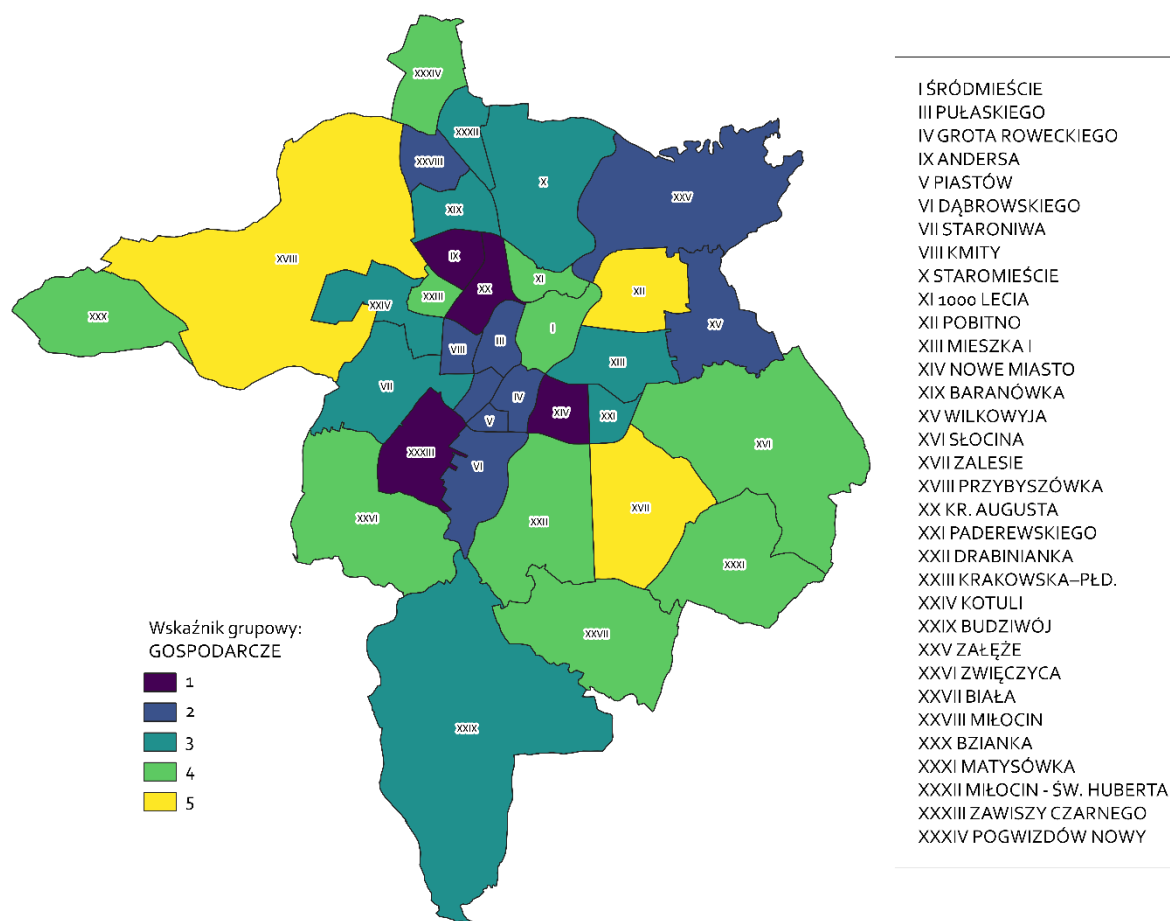 XXXIV
XXXII
XXVIII
X
XXV
XIX
IX
XVIII
XI
XX
XII
XXIII
XXIV
XXX
I
XV
III
VIII
XIII
VII
IV
XIV
XXI
V
XVI
XXXIII
VI
XVII
XXII
XXVI
XXXI
XXVII
XXIX
Wskaźnik grupowy:
GOSPODARCZE
1
2
3
4
5
I ŚRÓDMIEŚCIE
III PUŁASKIEGO
IV GROTA ROWECKIEGO
IX ANDERSA
V PIASTÓW
VI DĄBROWSKIEGO
VII STARONIWA
VIII KMITY
X STAROMIEŚCIE
XI 1000 LECIA
XII POBITNO
XIII MIESZKA I
XIV NOWE MIASTO
XIX BARANÓWKA
XV WILKOWYJA
XVI SŁOCINA
XVII ZALESIE
XVIII PRZYBYSZÓWKA
XX KR. AUGUSTA
XXI PADEREWSKIEGO
XXII DRABINIANKA
XXIII KRAKOWSKA–PŁD.
XXIV KOTULI
XXIX BUDZIWÓJ
XXV ZAŁĘŻE
XXVI ZWIĘCZYCA
XXVII BIAŁA
XXVIII MIŁOCIN
XXX BZIANKA
XXXI MATYSÓWKA
XXXII MIŁOCIN - ŚW. HUBERTA
XXXIII ZAWISZY CZARNEGO
XXXIV POGWIZDÓW NOWY